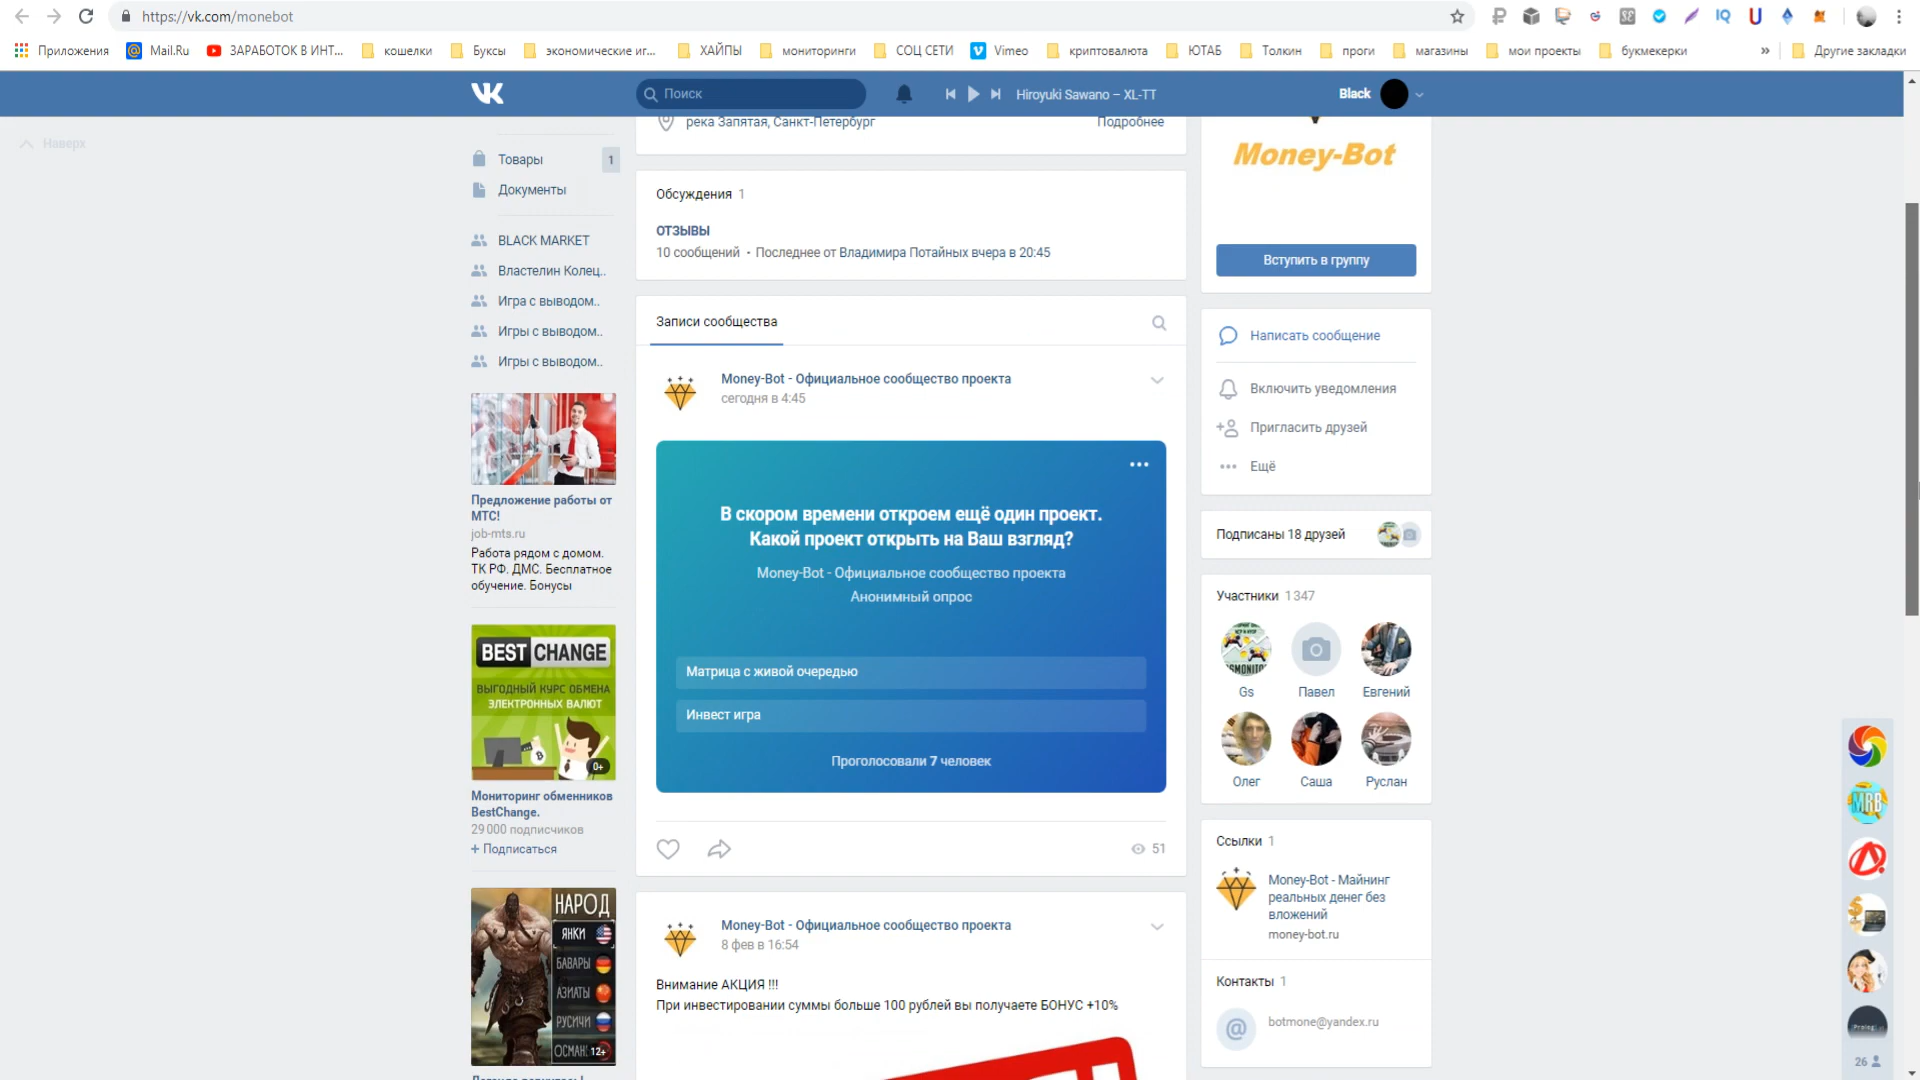 https://vk.com/monebot
Приложения
Mail.Ru
ЗАРАБОТОК В ИНТ...
кошелки
Буксы
экономические иг...
ХАЙПЫ
мониторинги
СОЦ СЕТИ
Vimeo
криптовалюта
ЮТАБ
Толкин
проги
магазины
мои проекты
букмекерки
»
Другие закладки
Поиск
Hiroyuki Sawano – XL-TT
Black
Наверх
Товары
1
Документы
BLACK MARKET
Властелин Колец..
Игра с выводом..
Игры с выводом..
Игры с выводом..
Предложение работы от
МТС!
job-mts.ru
Работа рядом с домом.
ТК РФ. ДМС. Бесплатное
обучение. Бонусы
BEST CHANGE
ВЫГОДНЫЙ КУРС ОБМЕНА
ЭЛЕКТРОННЫХ ВАЛЮТ
0+
Мониторинг обменников
BestChange.
29 000 подписчиков
+ Подписаться
НАРОД
ЯНКИ
БАВАРЫ
АЗИАТЫ
РУСИЧИ
ОСМАН
12+
река Запятая, Санкт-Петербург
Подробнее
Обсуждения 1
ОТЗЫВЫ
10 сообщений · Последнее от Владимира Потайных вчера в 20:45
Записи сообщества
Money-Bot - Официальное сообщество проекта
сегодня в 4:45
В скором времени откроем ещё один проект.
Какой проект открыть на Ваш взгляд?
Money-Bot - Официальное сообщество проекта
Анонимный опрос
Матрица с живой очередью
Инвест игра
Проголосовали 7 человек
51
Money-Bot - Официальное сообщество проекта
8 фев в 16:54
Внимание АКЦИЯ !!!
При инвестировании суммы больше 100 рублей вы получаете БОНУС +10%
Money-Bot
Вступить в группу
Написать сообщение
Включить уведомления
Пригласить друзей
Ещё
Подписаны 18 друзей
Участники 1347
Gs
Павел
Евгений
Олег
Саша
Руслан
Ссылки 1
Money-Bot - Майнинг
реальных денег без
вложений
money-bot.ru
Контакты 1
@
botmone@yandex.ru
MRB
26